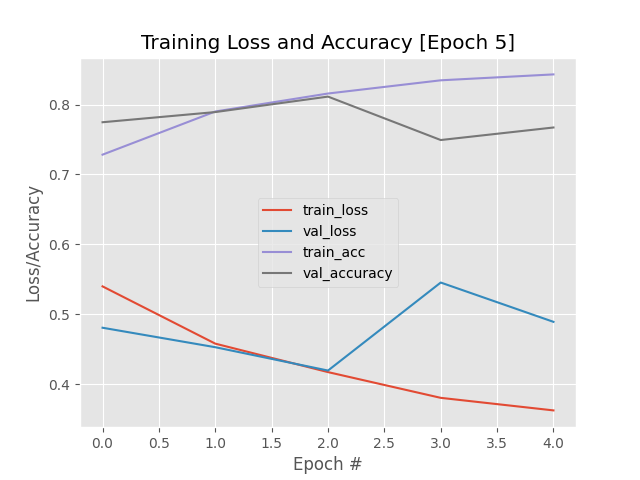 Training Loss and Accuracy [Epoch 5]
Loss/Accuracy
0.8
0.7
0.6
0.5
0.4
train_loss
val_loss
train_acc
val_accuracy
0.0 0.5 1.0 1.5 2.0 2.5 3.0 3.5 4.0
Epoch #